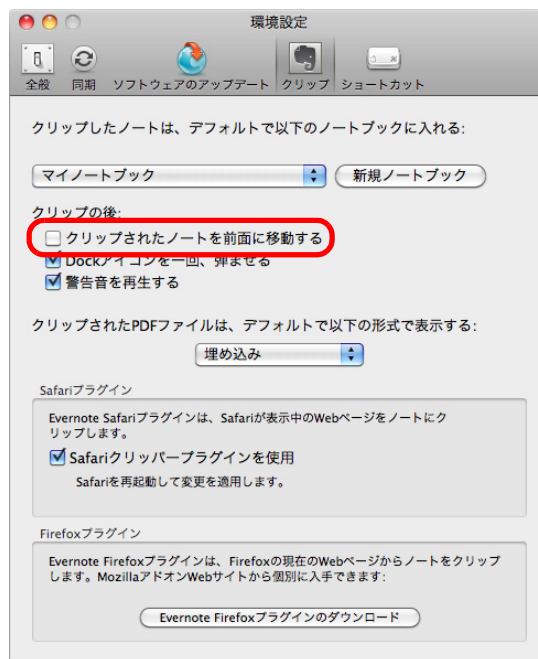 環境設定
全般 同期 ソフトウェアのアップデート クリップ ショートカット
クリップしたノートは、デフォルトで以下のノートブックに入れる:
マイノートブック 新規ノートブック
クリップの後:
クリップされたノートを前面に移動する
Dockアイコンを一回、弾ませる
警告音を再生する
クリップされたPDFファイルは、デフォルトで以下の形式で表示する:
埋め込み
Safariプラグイン
Evernote Safariプラグインは、Safariが表示中のWebページをノートにク
リップします。
Safariクリッパープラグインを使用
Safariを再起動して変更を適用します。
Firefoxプラグイン
Evernote Firefoxプラグインは、Firefoxの現在のWebページからノートをクリップ
します。MozillaアドオンWebサイトから個別に入手できます:
Evernote Firefoxプラグインのダウンロード